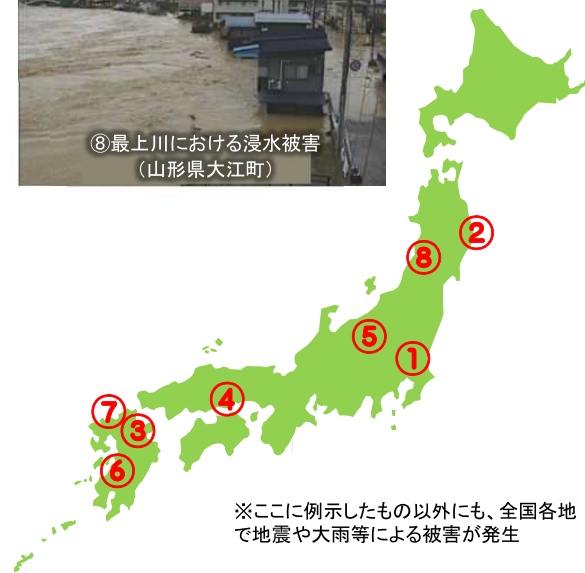 ⑧最上川における浸水被害
（山形県大江町）
②
⑧
⑤
①
④
⑦
③
⑥
※ここに例示したもの以外にも、全国各地
で地震や大雨等による被害が発生